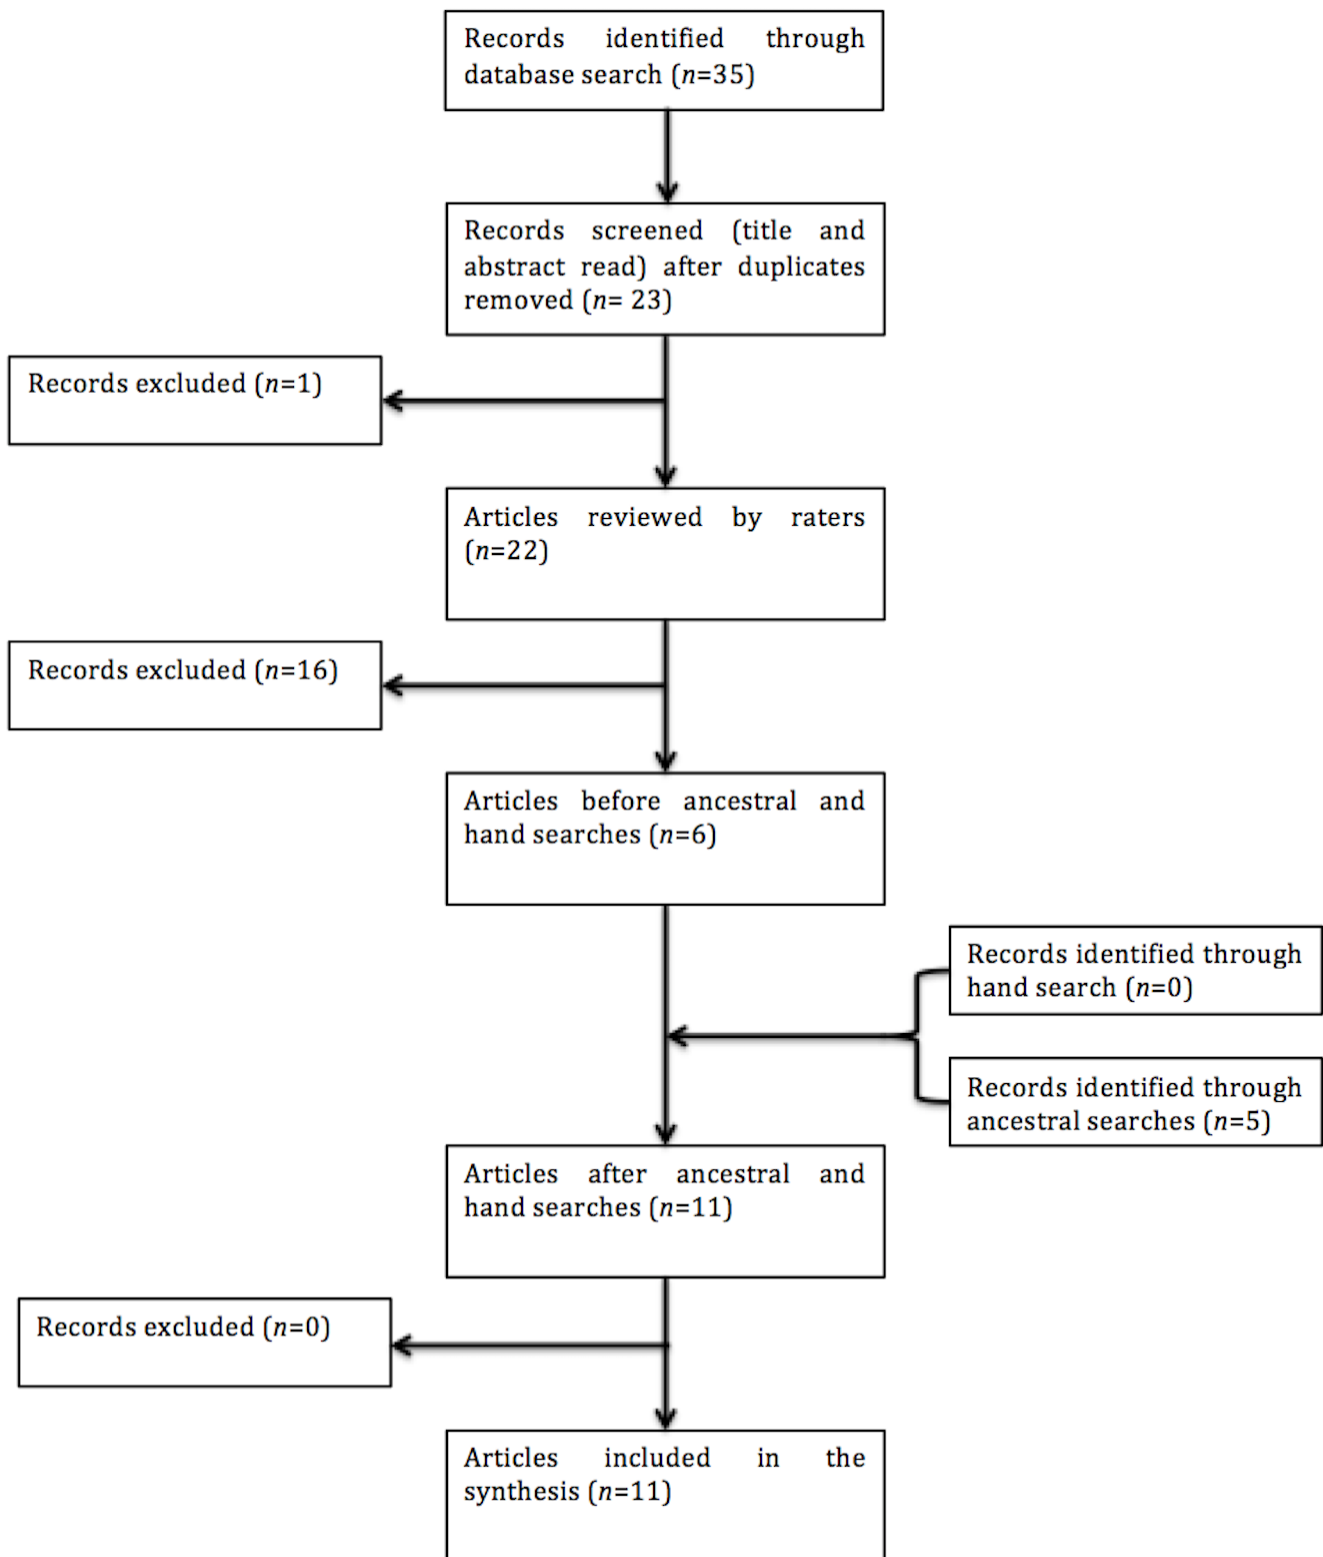 Records identified through
database search (n=35)
Records screened (title and
abstract read) after duplicates
removed (n= 23)
Records excluded (n=1)
Articles reviewed by raters
(n=22)
Records excluded (n=16)
Articles before ancestral and
hand searches (n=6)
Records identified through
hand search (n=0)
Records identified through
ancestral searches (n=5)
Articles after ancestral and
hand searches (n=11)
Records excluded (n=0)
Articles included in the
synthesis (n=11)